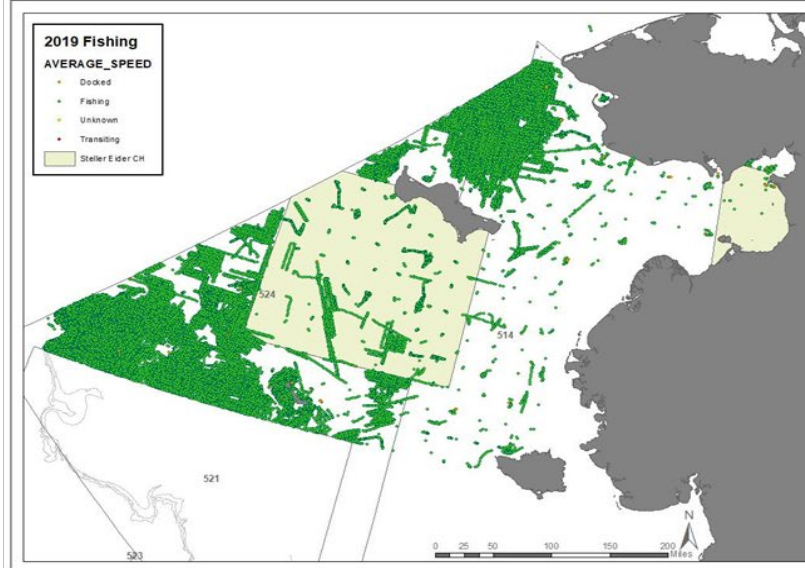 2019 Fishing
AVERAGE_SPEED
Docked
Fishing
Unknown
Transiting
Steller Eider CH
524
514
521
523
N
0 25 50 100 150 200
Miles